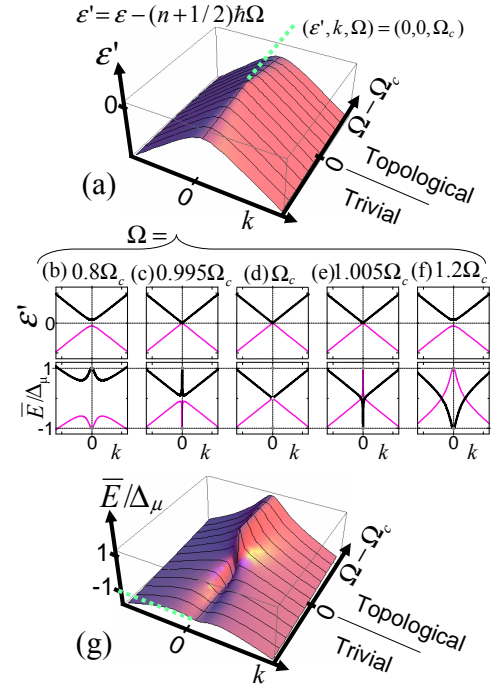 ε'=ε−(n+1/2)ħΩ
(ε',k,Ω)=(0,0,Ω_c)
ε'
0
Ω−Ω_c
0
Topological
Trivial
(a)
0
k
Ω=
(b) 0.8Ω_c (c) 0.995Ω_c (d) Ω_c (e) 1.005Ω_c (f) 1.2Ω_c
ε'
0
E̅/Δ_μ
1
-1
0 k 0 k 0 k 0 k 0 k
E̅/Δ_μ
1
-1
Ω−Ω_c
0
Topological
Trivial
(g)
0
k